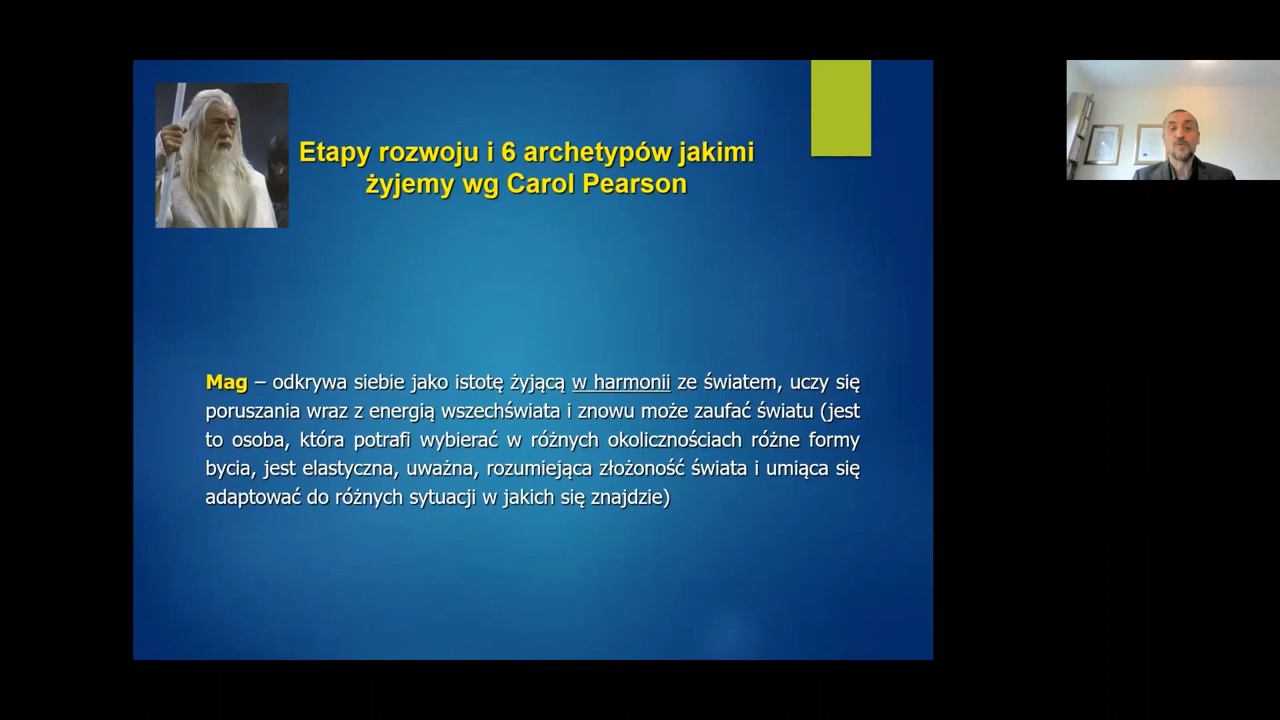 Etapy rozwoju i 6 archetypów jakimi
żyjemy wg Carol Pearson
Mag – odkrywa siebie jako istotę żyjącą w harmonii ze światem, uczy się
poruszania wraz z energią wszechświata i znowu może zaufać światu (jest
to osoba, która potrafi wybierać w różnych okolicznościach różne formy
bycia, jest elastyczna, uważna, rozumiejąca złożoność świata i umiąca się
adaptować do różnych sytuacji w jakich się znajdzie)